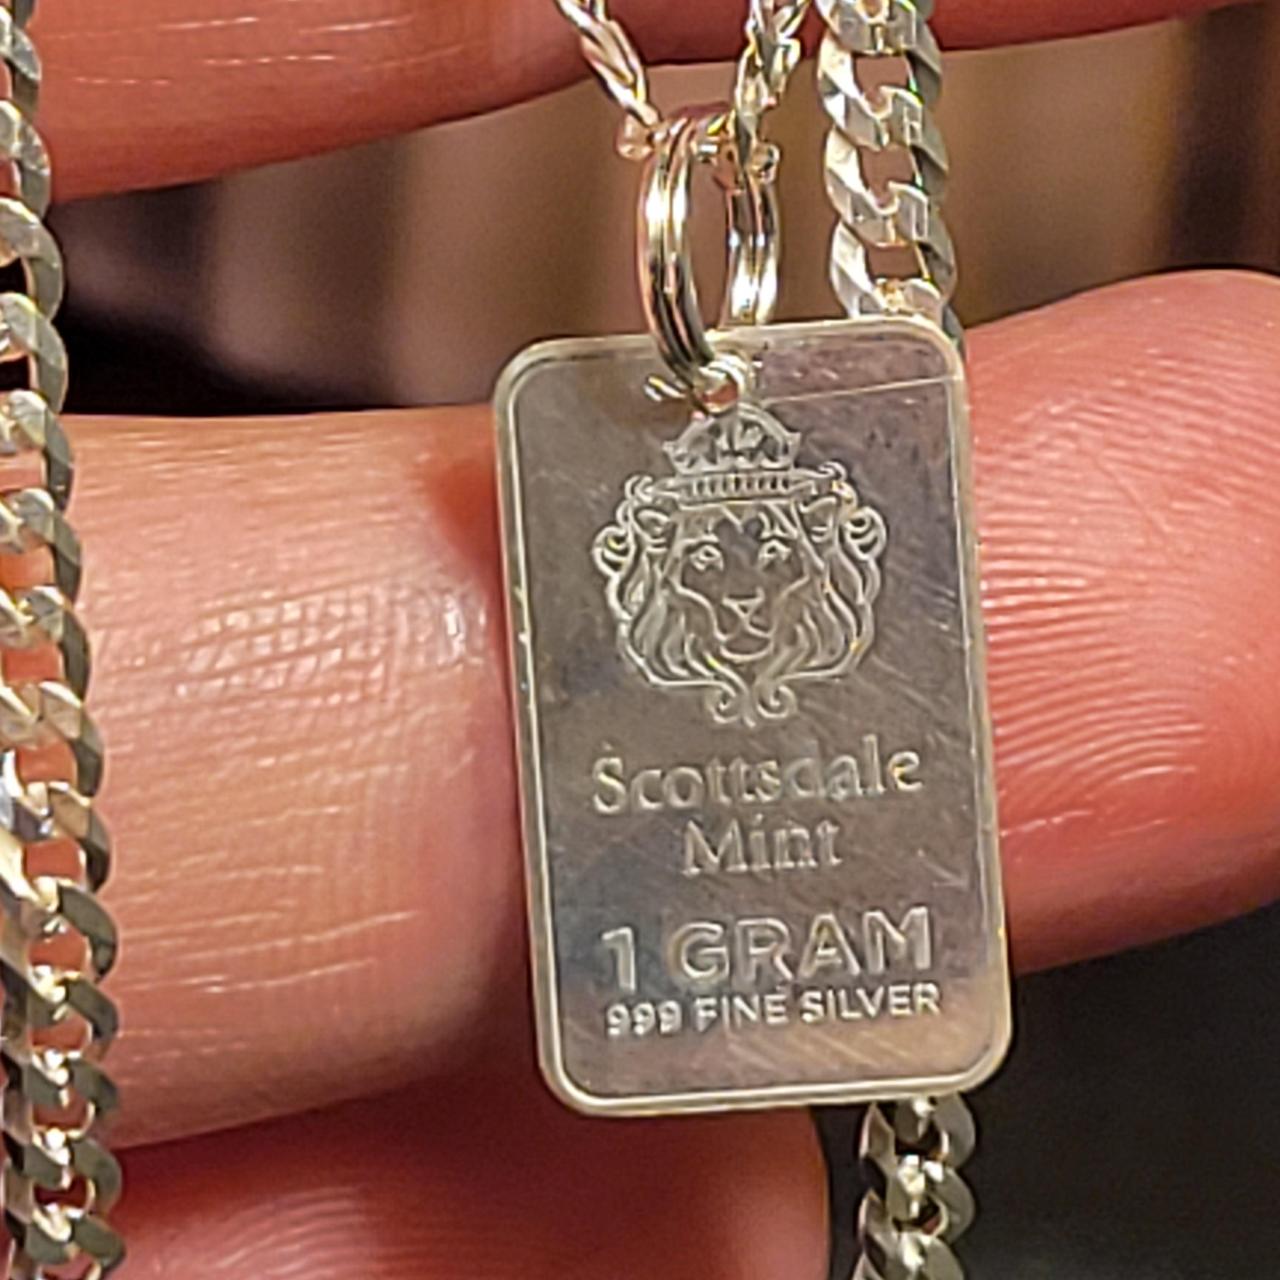 Scottsdale
Mint
1 GRAM
999 FINE SILVER